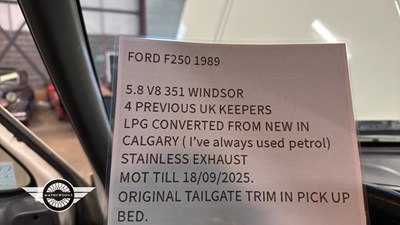 FORD F250 1989
5.8 V8 351 WINDSOR
4 PREVIOUS UK KEEPERS
LPG CONVERTED FROM NEW IN
CALGARY ( I've always used petrol)
STAINLESS EXHAUST
MOT TILL 18/09/2025.
ORIGINAL TAILGATE TRIM IN PICK UP
BED.
MATHEWSONS